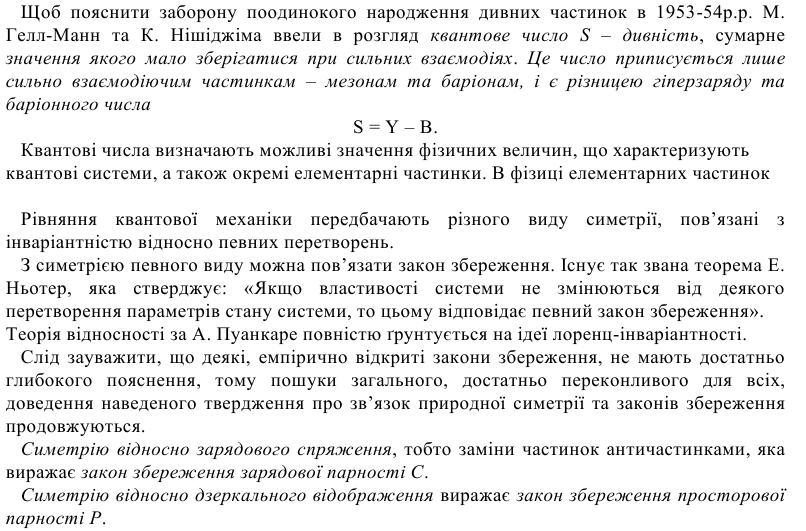 Щоб пояснити заборону поодинокого народження дивних частинок в 1953-54р.р. М.
Гелл-Манн та К. Нішіджіма ввели в розгляд квантове число S – дивність, сумарне
значення якого мало зберігатися при сильних взаємодіях. Це число приписується лише
сильно взаємодіючим частинкам – мезонам та баріонам, і є різницею гіперзаряду та
баріонного числа
S = Y – B.
Квантові числа визначають можливі значення фізичних величин, що характеризують
квантові системи, а також окремі елементарні частинки. В фізиці елементарних частинок
Рівняння квантової механіки передбачають різного виду симетрії, пов’язані з
інваріантністю відносно певних перетворень.
З симетрією певного виду можна пов’язати закон збереження. Існує так звана теорема Е.
Ньотер, яка стверджує: «Якщо властивості системи не змінюються від деякого
перетворення параметрів стану системи, то цьому відповідає певний закон збереження».
Теорія відносності за А. Пуанкаре повністю ґрунтується на ідеї лоренц-інваріантності.
Слід зауважити, що деякі, емпірично відкриті закони збереження, не мають достатньо
глибокого пояснення, тому пошуки загального, достатньо переконливого для всіх,
доведення наведеного твердження про зв’язок природної симетрії та законів збереження
продовжуються.
Симетрію відносно зарядового спряження, тобто заміни частинок античастинками, яка
виражає закон збереження зарядової парності C.
Симетрію відносно дзеркального відображення виражає закон збереження просторової
парності P.